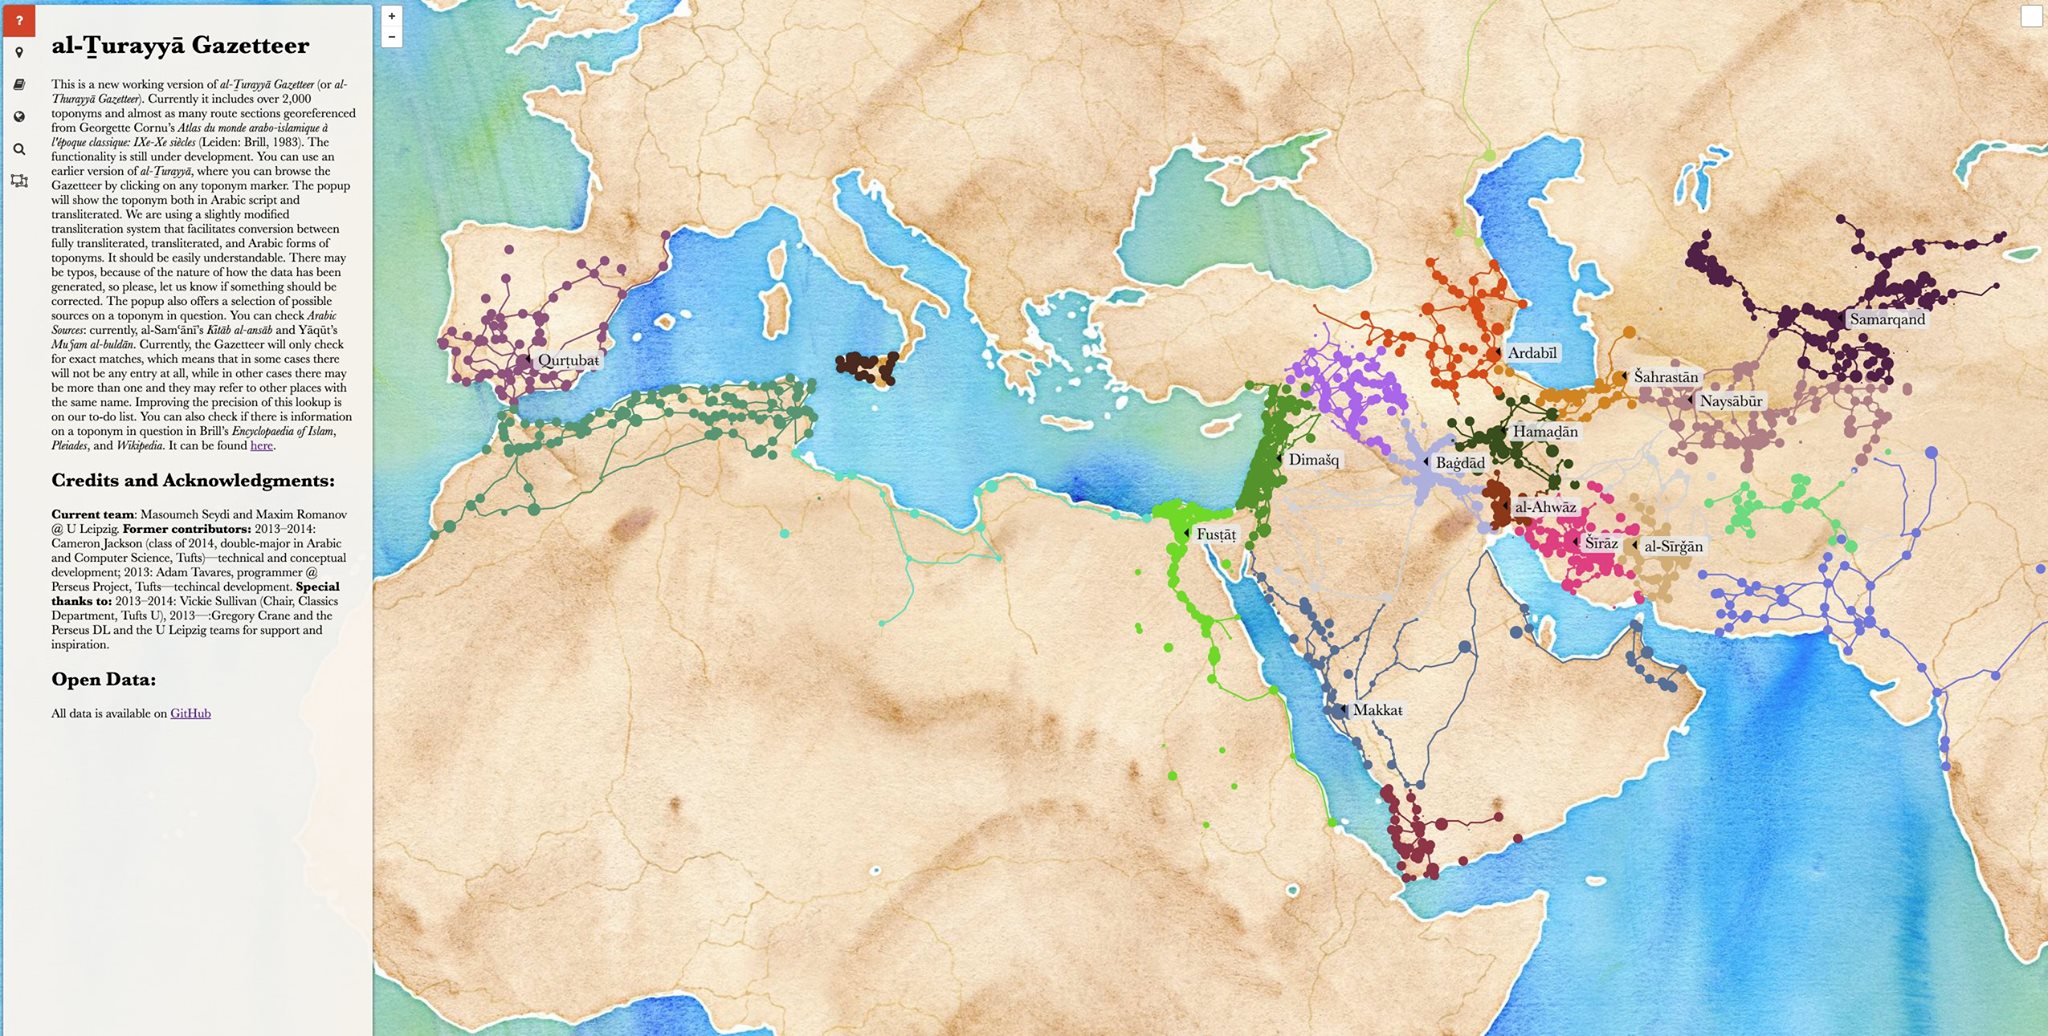 ?
+
−
al-Ṯurayyā Gazetteer
This is a new working version of al-Ṯurayyā Gazetteer (or al-
Thurayyā Gazetteer). Currently it includes over 2,000
toponyms and almost as many route sections georeferenced
from Georgette Cornu's Atlas du monde arabo-islamique à
l'époque classique: IXe-Xe siècles (Leiden: Brill, 1983). The
functionality is still under development. You can use an
earlier version of al-Ṯurayyā, where you can browse the
Gazetteer by clicking on any toponym marker. The popup
will show the toponym both in Arabic script and
transliterated. We are using a slightly modified
transliteration system that facilitates conversion between
fully transliterated, transliterated, and Arabic forms of
toponyms. It should be easily understandable. There may
be typos, because of the nature of how the data has been
generated, so please, let us know if something should be
corrected. The popup also offers a selection of possible
sources on a toponym in question. You can check Arabic
Sources: currently, al-Samʿānī's Kitāb al-ansāb and Yāqūt's
Muʿjam al-buldān. Currently, the Gazetteer will only check
for exact matches, which means that in some cases there
will not be any entry at all, while in other cases there may
be more than one and they may refer to other places with
the same name. Improving the precision of this lookup is
on our to-do list. You can also check if there is information
on a toponym in question in Brill's Encyclopaedia of Islam,
Pleiades, and Wikipedia. It can be found here.
Credits and Acknowledgments:
Current team: Masoumeh Seydi and Maxim Romanov
@ U Leipzig. Former contributors: 2013–2014:
Cameron Jackson (class of 2014, double-major in Arabic
and Computer Science, Tufts)—technical and conceptual
development; 2013: Adam Tavares, programmer @
Perseus Project, Tufts—techincal development. Special
thanks to: 2013–2014: Vickie Sullivan (Chair, Classics
Department, Tufts U), 2013—:Gregory Crane and the
Perseus DL and the U Leipzig teams for support and
inspiration.
Open Data:
All data is available on GitHub
Samarqand
Ardabīl
Qurṭubaŧ
Šahrastān
Naysābūr
Hamaḏān
Dimašq
Baġdād
al-Ahwāz
Fusṭāṭ
Šīrāz
al-Sīrǧān
Makkaŧ